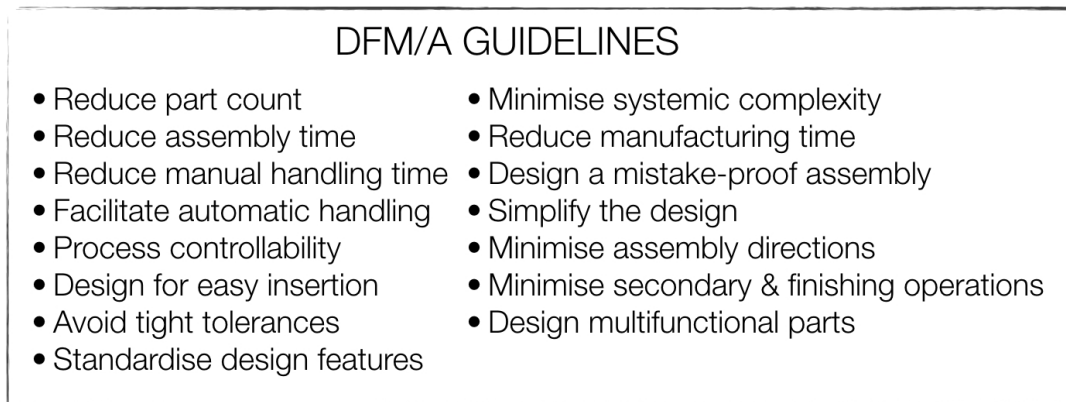 DFM/A GUIDELINES
• Reduce part count
• Reduce assembly time
• Reduce manual handling time
• Facilitate automatic handling
• Process controllability
• Design for easy insertion
• Avoid tight tolerances
• Standardise design features
• Minimise systemic complexity
• Reduce manufacturing time
• Design a mistake-proof assembly
• Simplify the design
• Minimise assembly directions
• Minimise secondary & finishing operations
• Design multifunctional parts